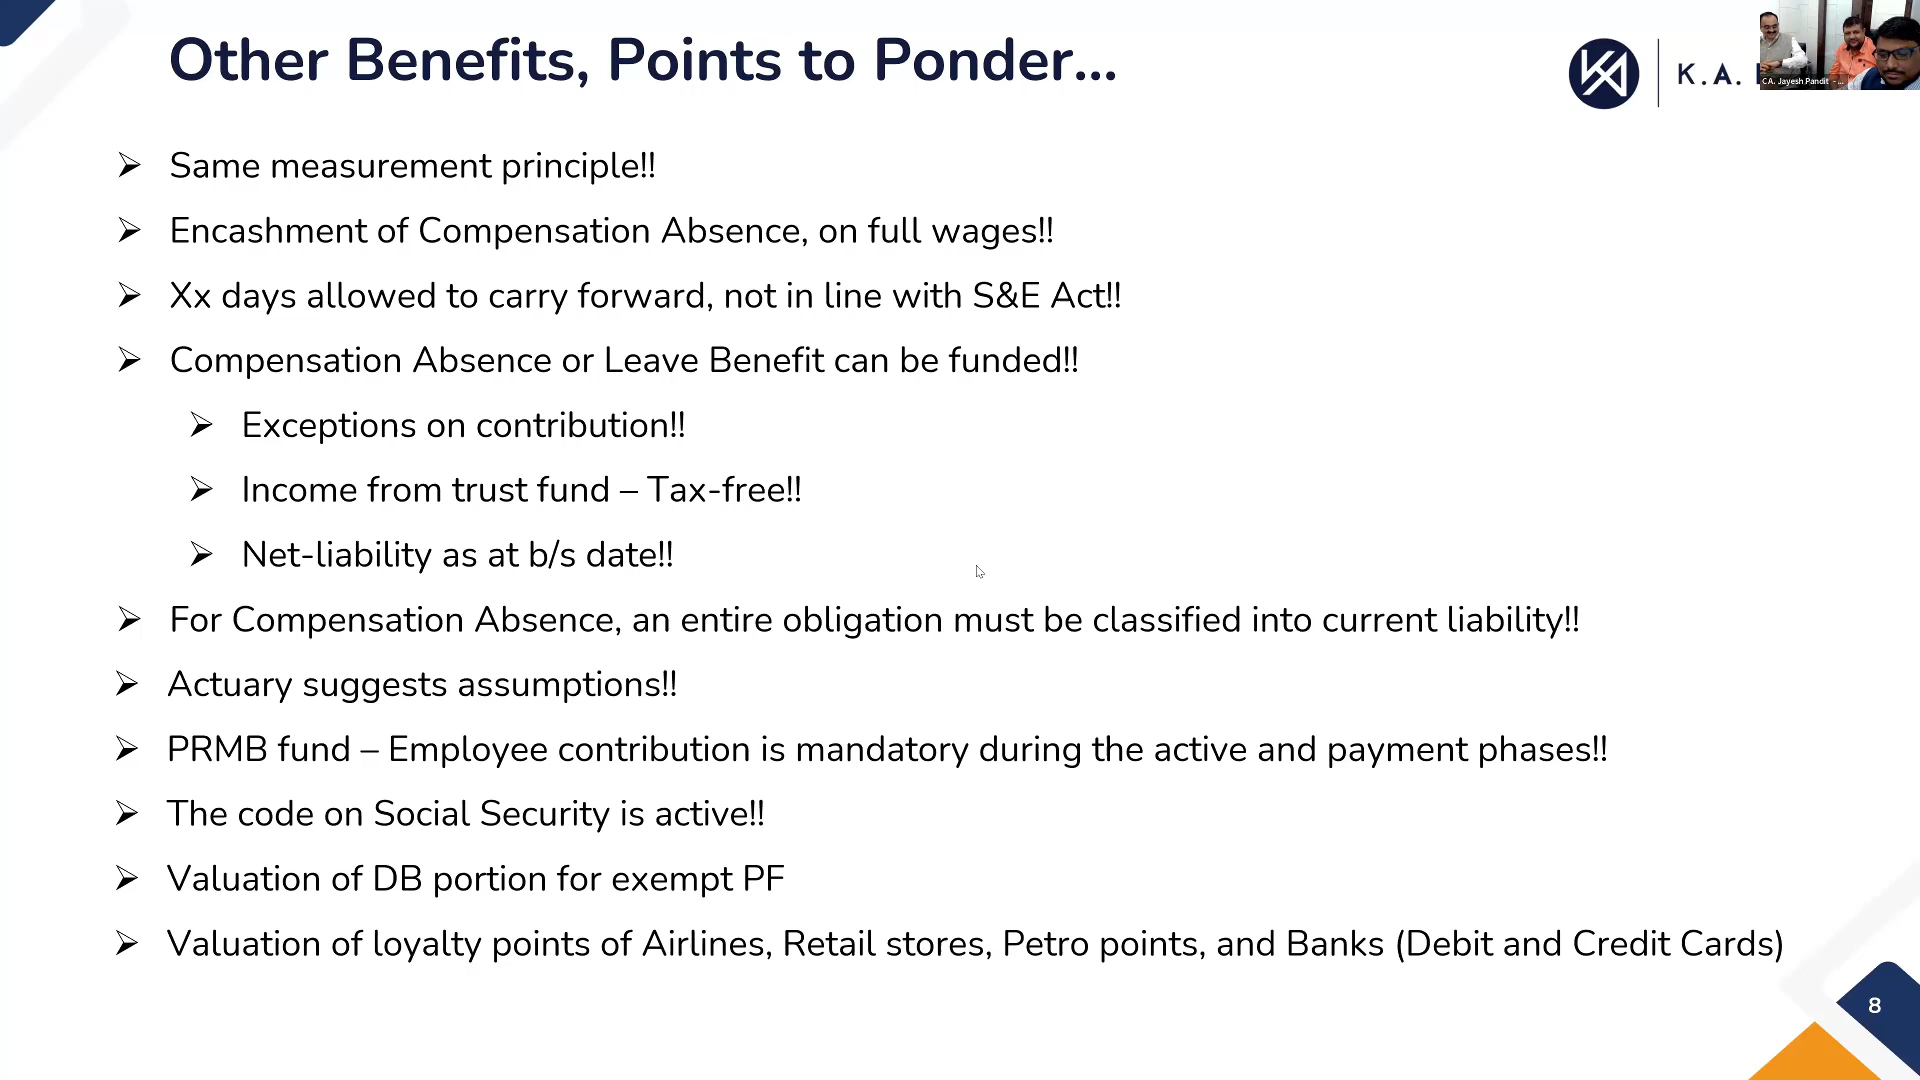 Other Benefits, Points to Ponder...
K.A.
CA. Jayesh Pandit - ...
Same measurement principle!!
Encashment of Compensation Absence, on full wages!!
Xx days allowed to carry forward, not in line with S&E Act!!
Compensation Absence or Leave Benefit can be funded!!
Exceptions on contribution!!
Income from trust fund – Tax-free!!
Net-liability as at b/s date!!
For Compensation Absence, an entire obligation must be classified into current liability!!
Actuary suggests assumptions!!
PRMB fund – Employee contribution is mandatory during the active and payment phases!!
The code on Social Security is active!!
Valuation of DB portion for exempt PF
Valuation of loyalty points of Airlines, Retail stores, Petro points, and Banks (Debit and Credit Cards)
8